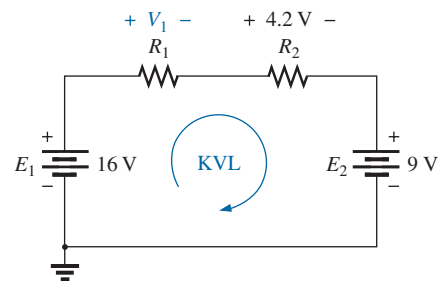 + V1 − + 4.2 V −
R1 R2
+ +
E1 16 V KVL E2 9 V
− −